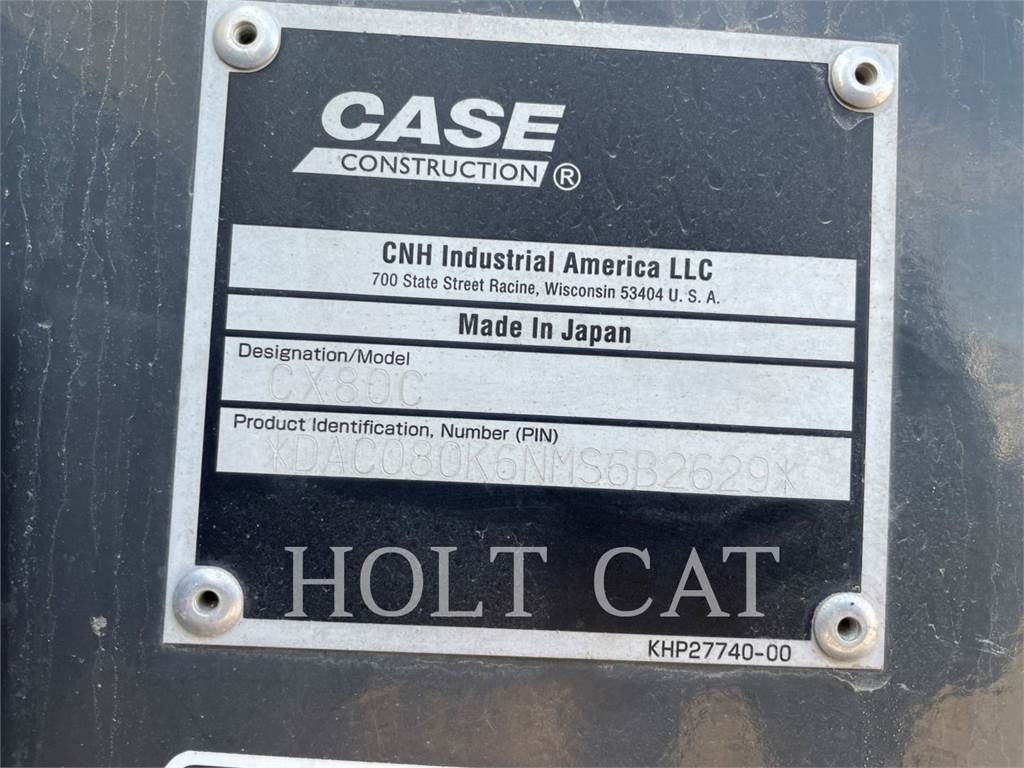 CASE
CONSTRUCTION ®
CNH Industrial America LLC
700 State Street Racine, Wisconsin 53404 U. S. A.
Made In Japan
Designation/Model
CX80C
Product Identification, Number (PIN)
*DAC080K6NMS6B2629*
HOLT CAT
KHP27740-00